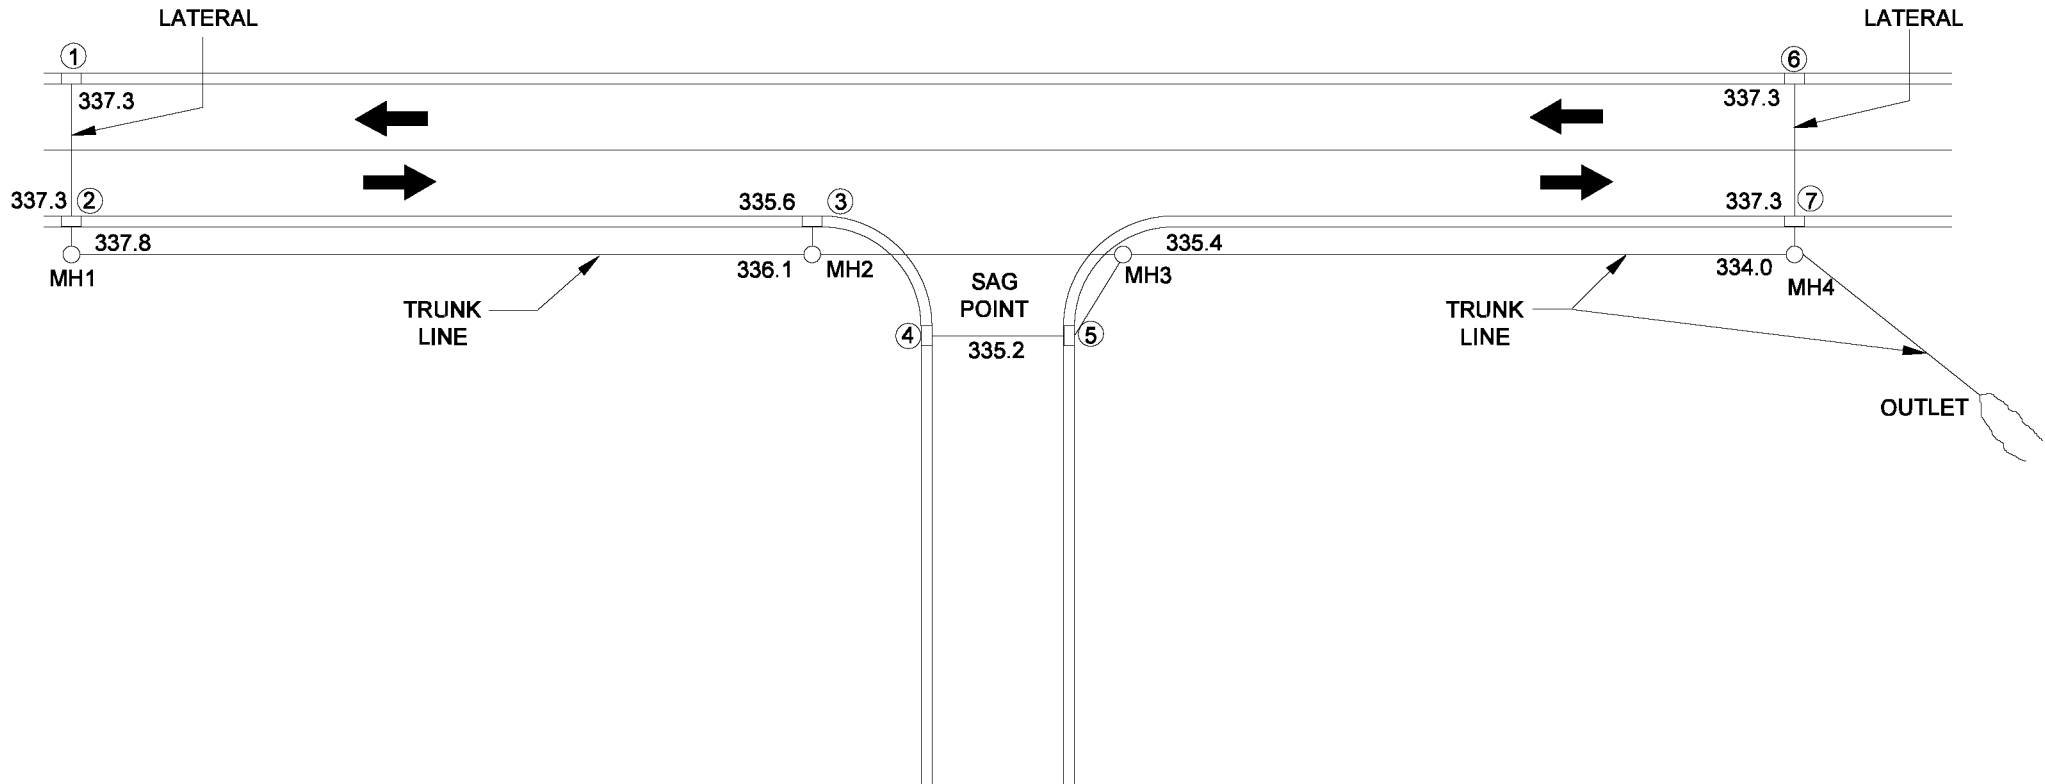 LATERAL
LATERAL
1
6
337.3
337.3
337.3
2
335.6
3
337.3
7
337.8
335.4
MH1
336.1
MH2
MH3
334.0
MH4
SAG
POINT
TRUNK
LINE
TRUNK
LINE
4
5
335.2
OUTLET